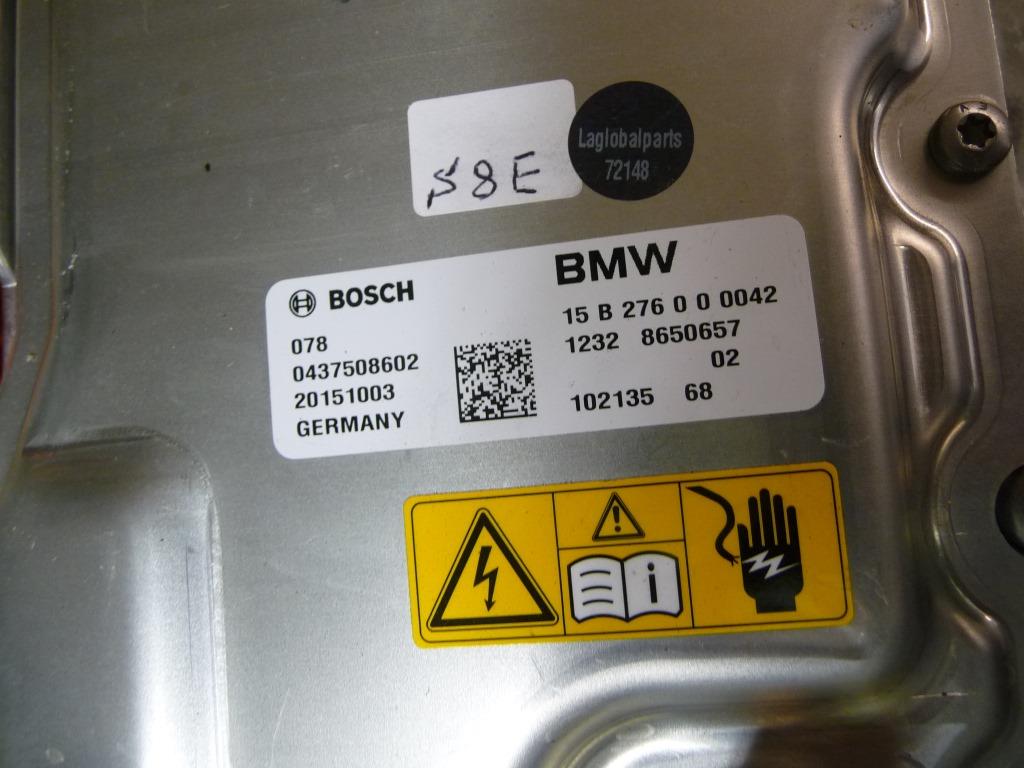 S8E
Laglobalparts
72148
BOSCH
078
0437508602
20151003
GERMANY
BMW
15 B 276 0 0 0042
1232 8650657
02
102135 68
i